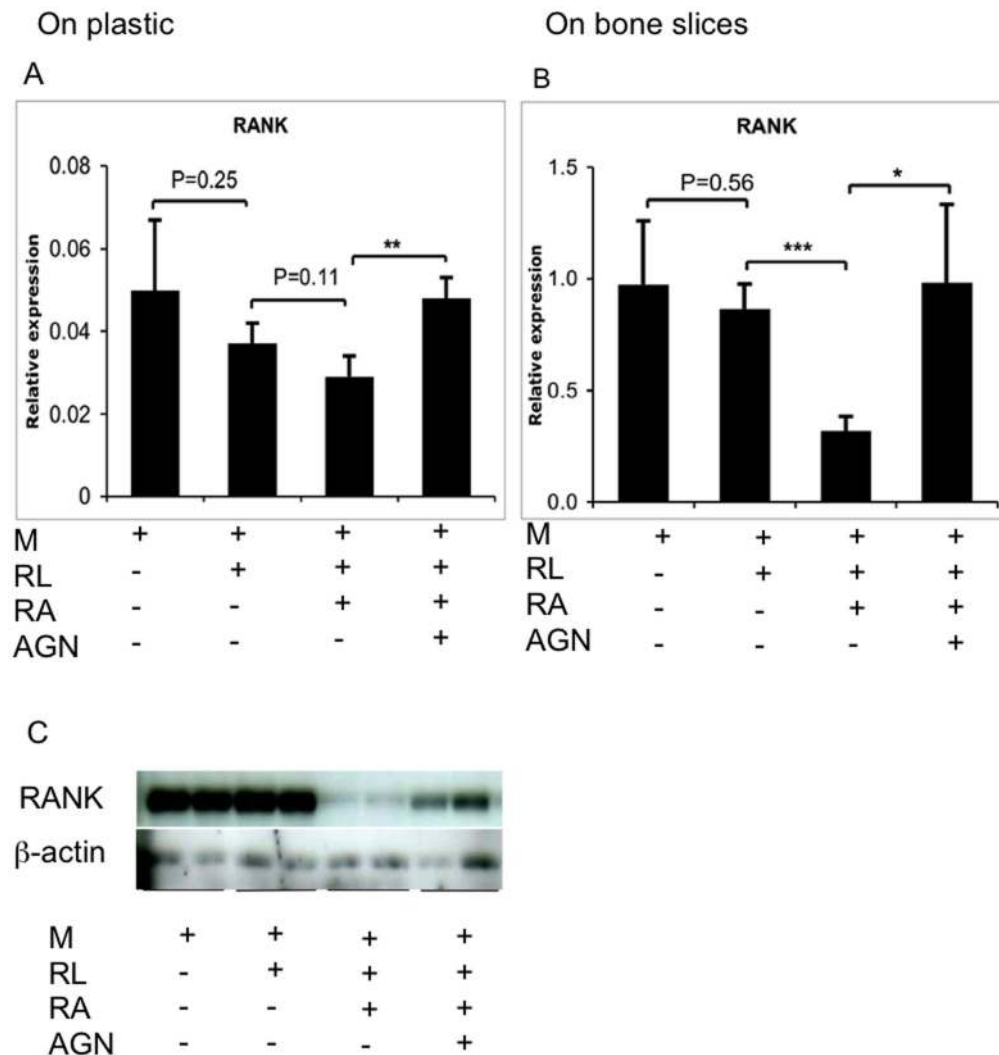 On plastic
On bone slices
A
RANK
Relative expression
0.08
0.06
0.04
0.02
0
P=0.25
P=0.11
**
M + + + +
RL - + + +
RA - - + +
AGN - - - +
B
RANK
Relative expression
1.5
1.0
0.5
0.0
P=0.56
***
*
M + + + +
RL - + + +
RA - - + +
AGN - - - +
C
RANK
β-actin
M + + + +
RL - + + +
RA - - + +
AGN - - - +